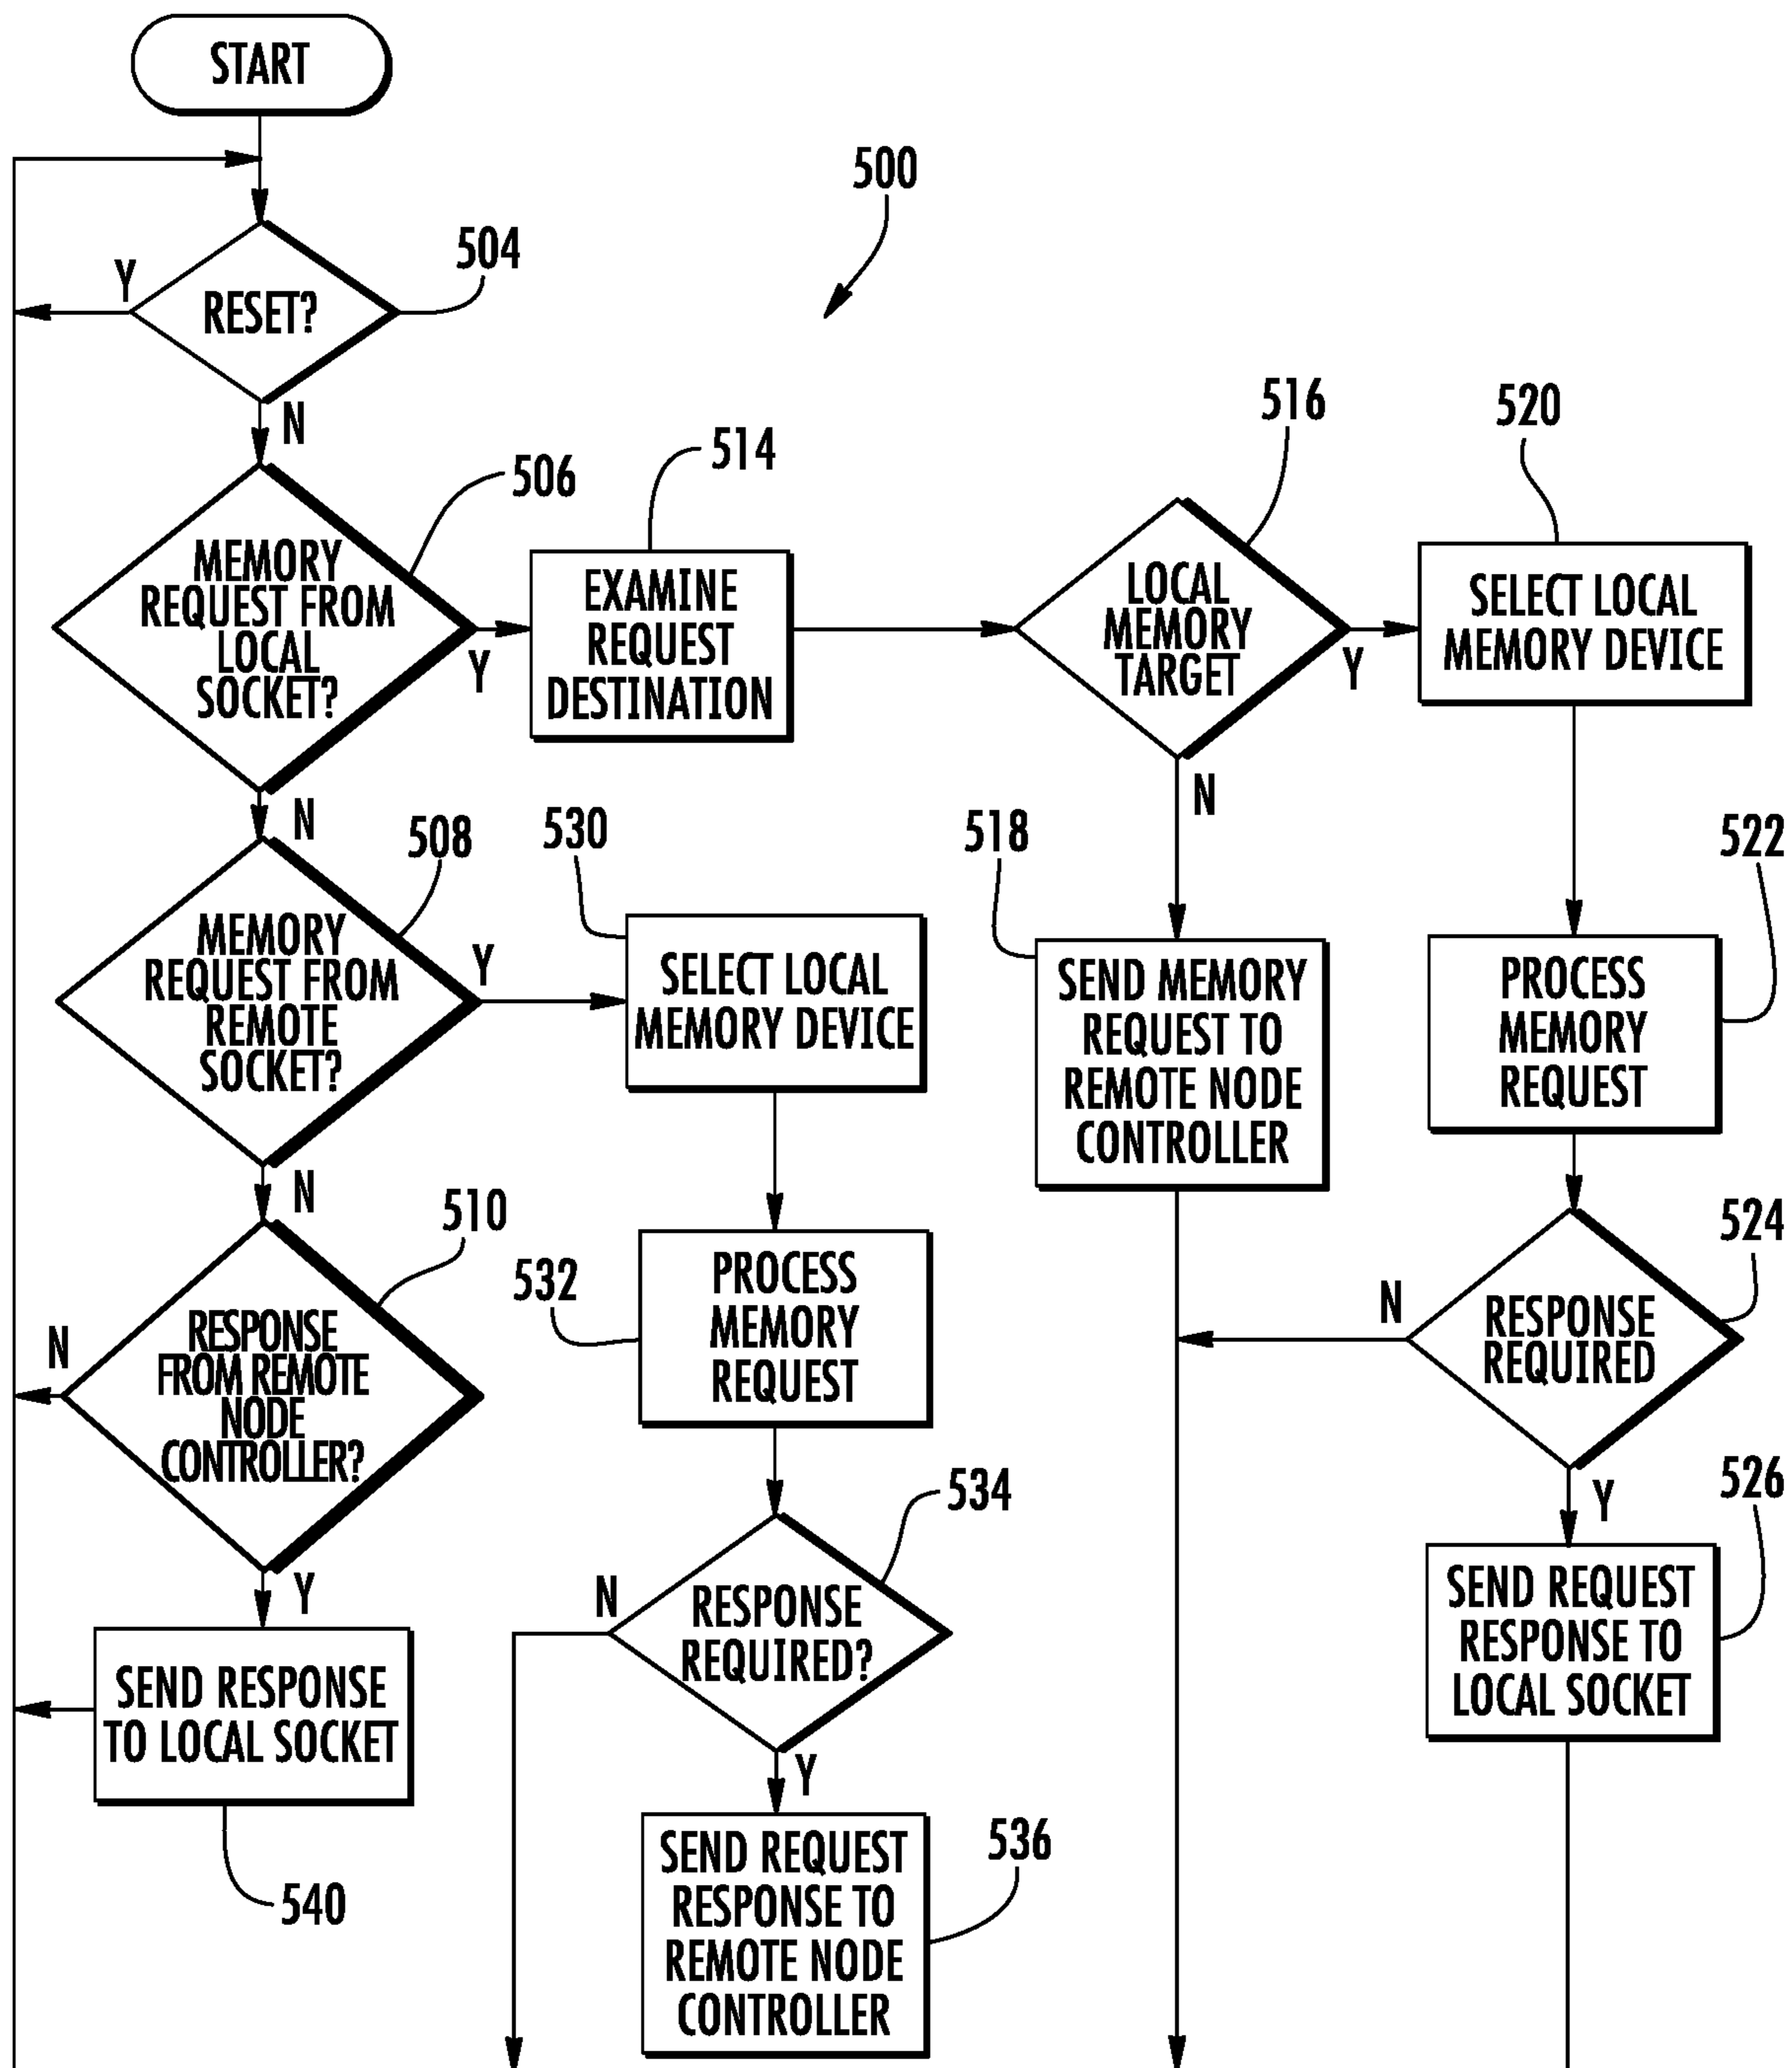 START
500
504
Y
RESET?
N
516
520
514
506
MEMORY
REQUEST FROM
LOCAL
SOCKET?
Y
EXAMINE
REQUEST
DESTINATION
LOCAL
MEMORY
TARGET
Y
SELECT LOCAL
MEMORY DEVICE
N
N
508
530
518
522
MEMORY
REQUEST FROM
REMOTE
SOCKET?
Y
SELECT LOCAL
MEMORY DEVICE
SEND MEMORY
REQUEST TO
REMOTE NODE
CONTROLLER
PROCESS
MEMORY
REQUEST
N
510
532
524
RESPONSE
FROM REMOTE
NODE
CONTROLLER?
N
PROCESS
MEMORY
REQUEST
N
RESPONSE
REQUIRED
Y
534
526
Y
N
RESPONSE
REQUIRED?
SEND REQUEST
RESPONSE TO
LOCAL SOCKET
SEND RESPONSE
TO LOCAL SOCKET
Y
540
536
SEND REQUEST
RESPONSE TO
REMOTE NODE
CONTROLLER